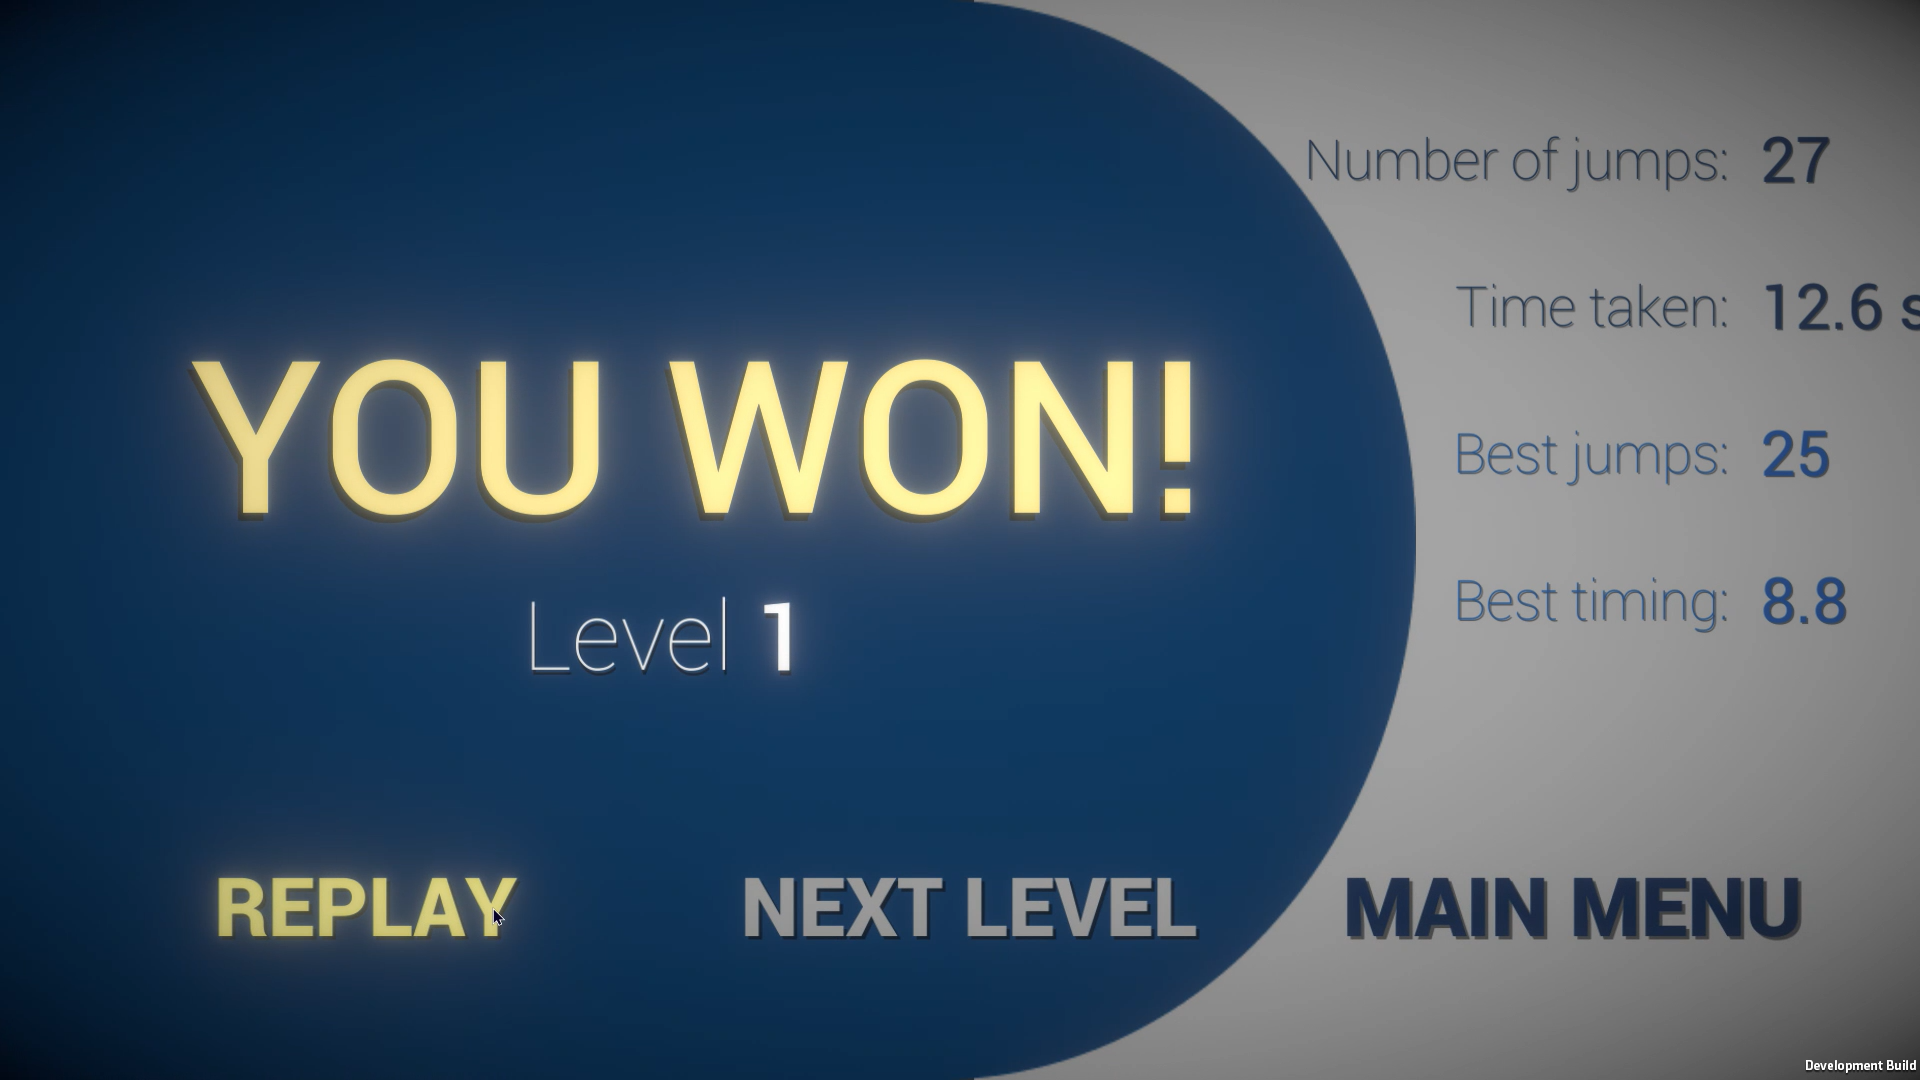 YOU WON!
Level 1
Number of jumps: 27
Time taken: 12.6 s
Best jumps: 25
Best timing: 8.8
REPLAY
NEXT LEVEL
MAIN MENU
Development Build